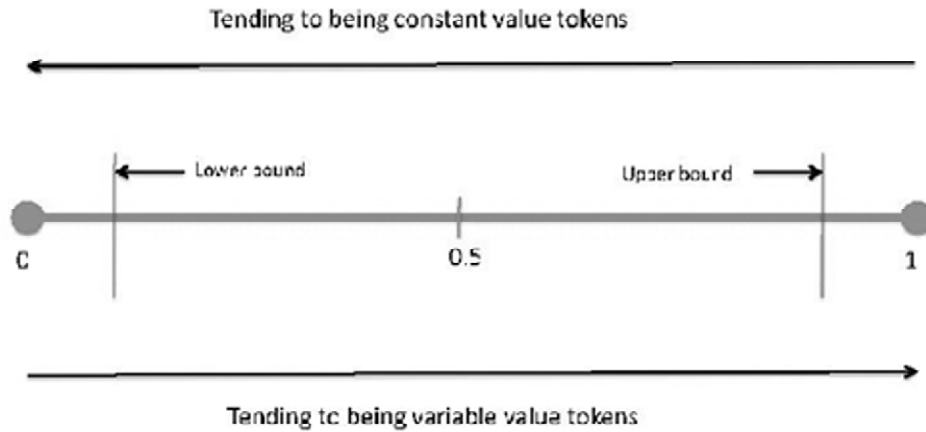 Tending to being constant value tokens
Lower bound
Upper bound
0
0.5
1
Tending to being variable value tokens